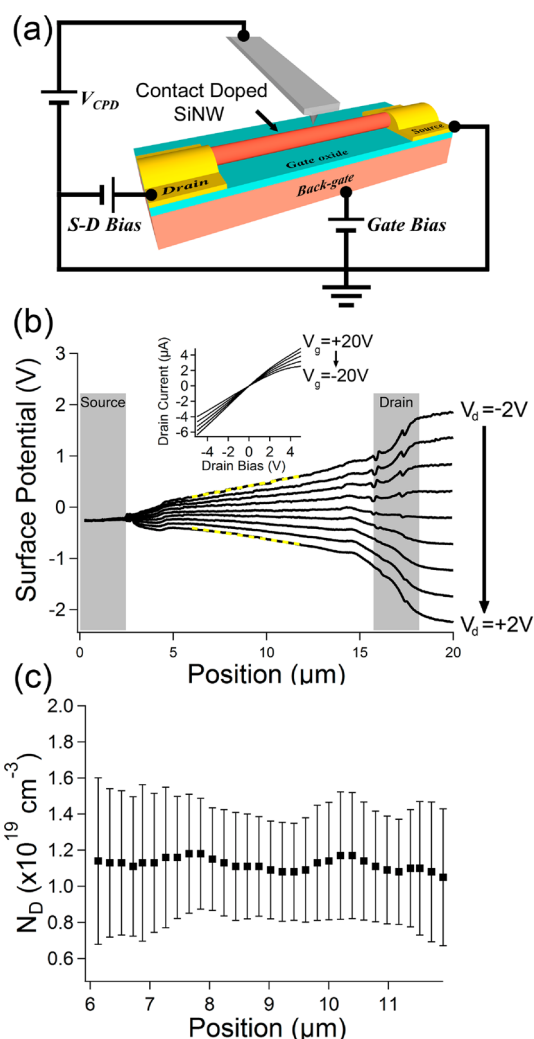 (a)
V_CPD
Contact Doped
SiNW
Source
Gate oxide
Drain
Back-gate
S-D Bias
Gate Bias
(b)
3
2
1
0
-1
-2
Surface Potential (V)
Source
Drain
4
2
0
-2
-4
-6
Drain Current (µA)
-4 -2 0 2 4
Drain Bias (V)
V_g=+20V
V_g=-20V
V_d=-2V
V_d=+2V
0 5 10 15 20
Position (µm)
(c)
2.0
1.8
1.6
1.4
1.2
1.0
0.8
0.6
N_D (x10^19 cm^-3)
6 7 8 9 10 11
Position (µm)